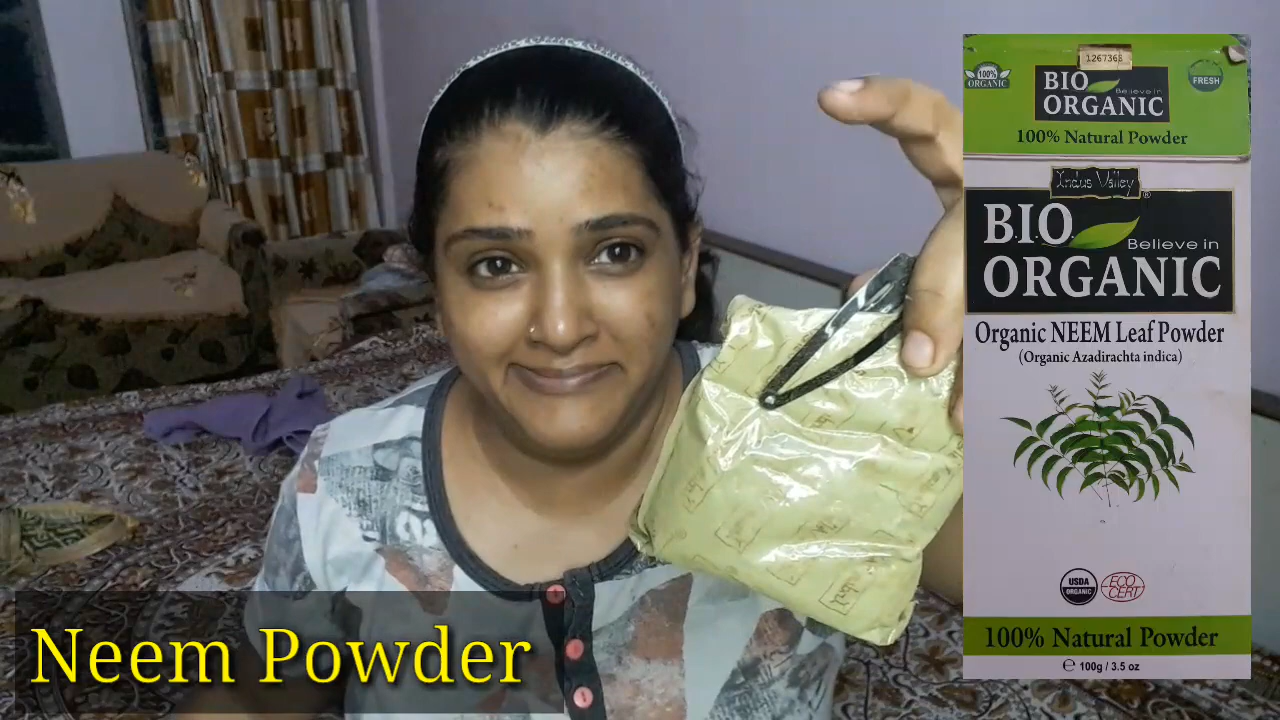 1267368
100%
ORGANIC
BIO
Believe in
ORGANIC
FRESH
100% Natural Powder
Indus Valley
®
BIO
Believe in
ORGANIC
Organic NEEM Leaf Powder
(Organic Azadirachta indica)
USDA
ORGANIC
ECO
CERT
100% Natural Powder
℮ 100g / 3.5 oz
Neem Powder